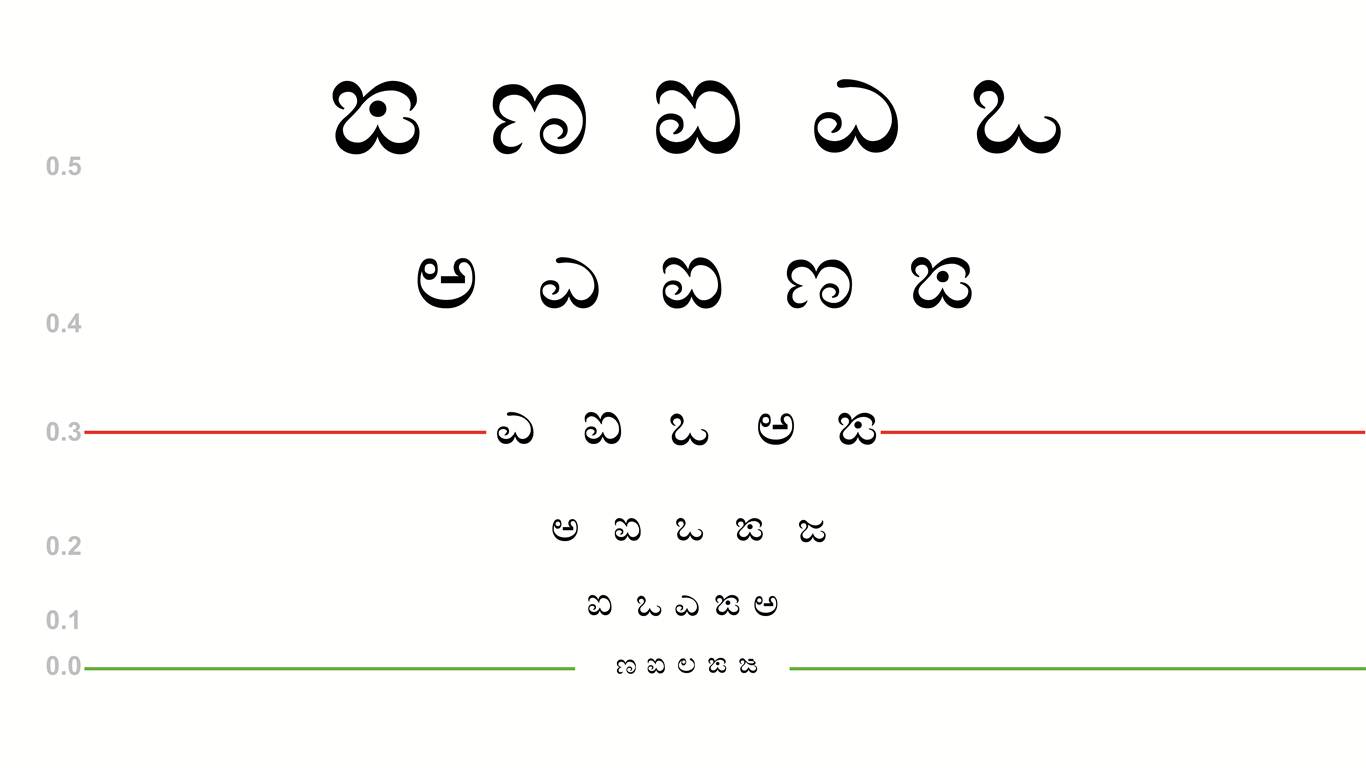 ಙ ಣ ಐ ಎ ಒ
0.5
ಅ ಎ ಐ ಣ ಙ
0.4
0.3 ಎ ಐ ಒ ಅ ಙ
ಅ ಐ ಒ ಙ ಜ
0.2
ಐ ಒ ಎ ಙ ಅ
0.1
0.0 ಣ ಐ ಲ ಙ ಜ